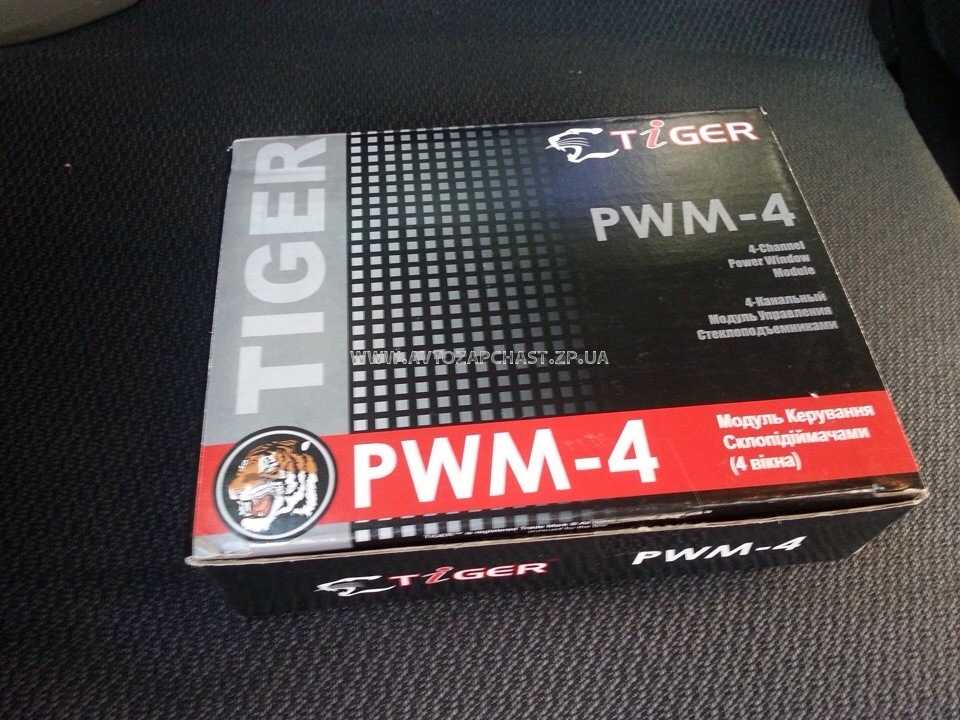 TIGER
TiGER
PWM-4
4-Channel
Power Window
Module
4-Канальный
Модуль Управления
Стеклоподъемниками
WWW.AVTOZAPCHAST.ZP.UA
PWM-4
Модуль Керування
Склопідіймачами
(4 вікна)
TiGER
PWM-4